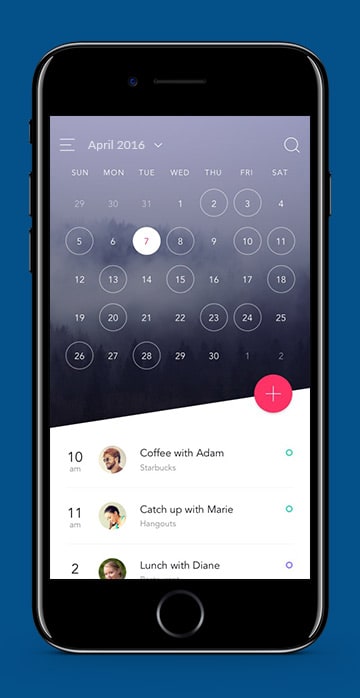 April 2016
SUN MON TUE WED THU FRI SAT
29 30 31 1 2 3 4
5 6 7 8 9 10 11
12 13 14 15 16 17 18
19 20 21 22 23 24 25
26 27 28 29 30 1 2
10 Coffee with Adam
am Starbucks
11 Catch up with Marie
am Hangouts
2 Lunch with Diane